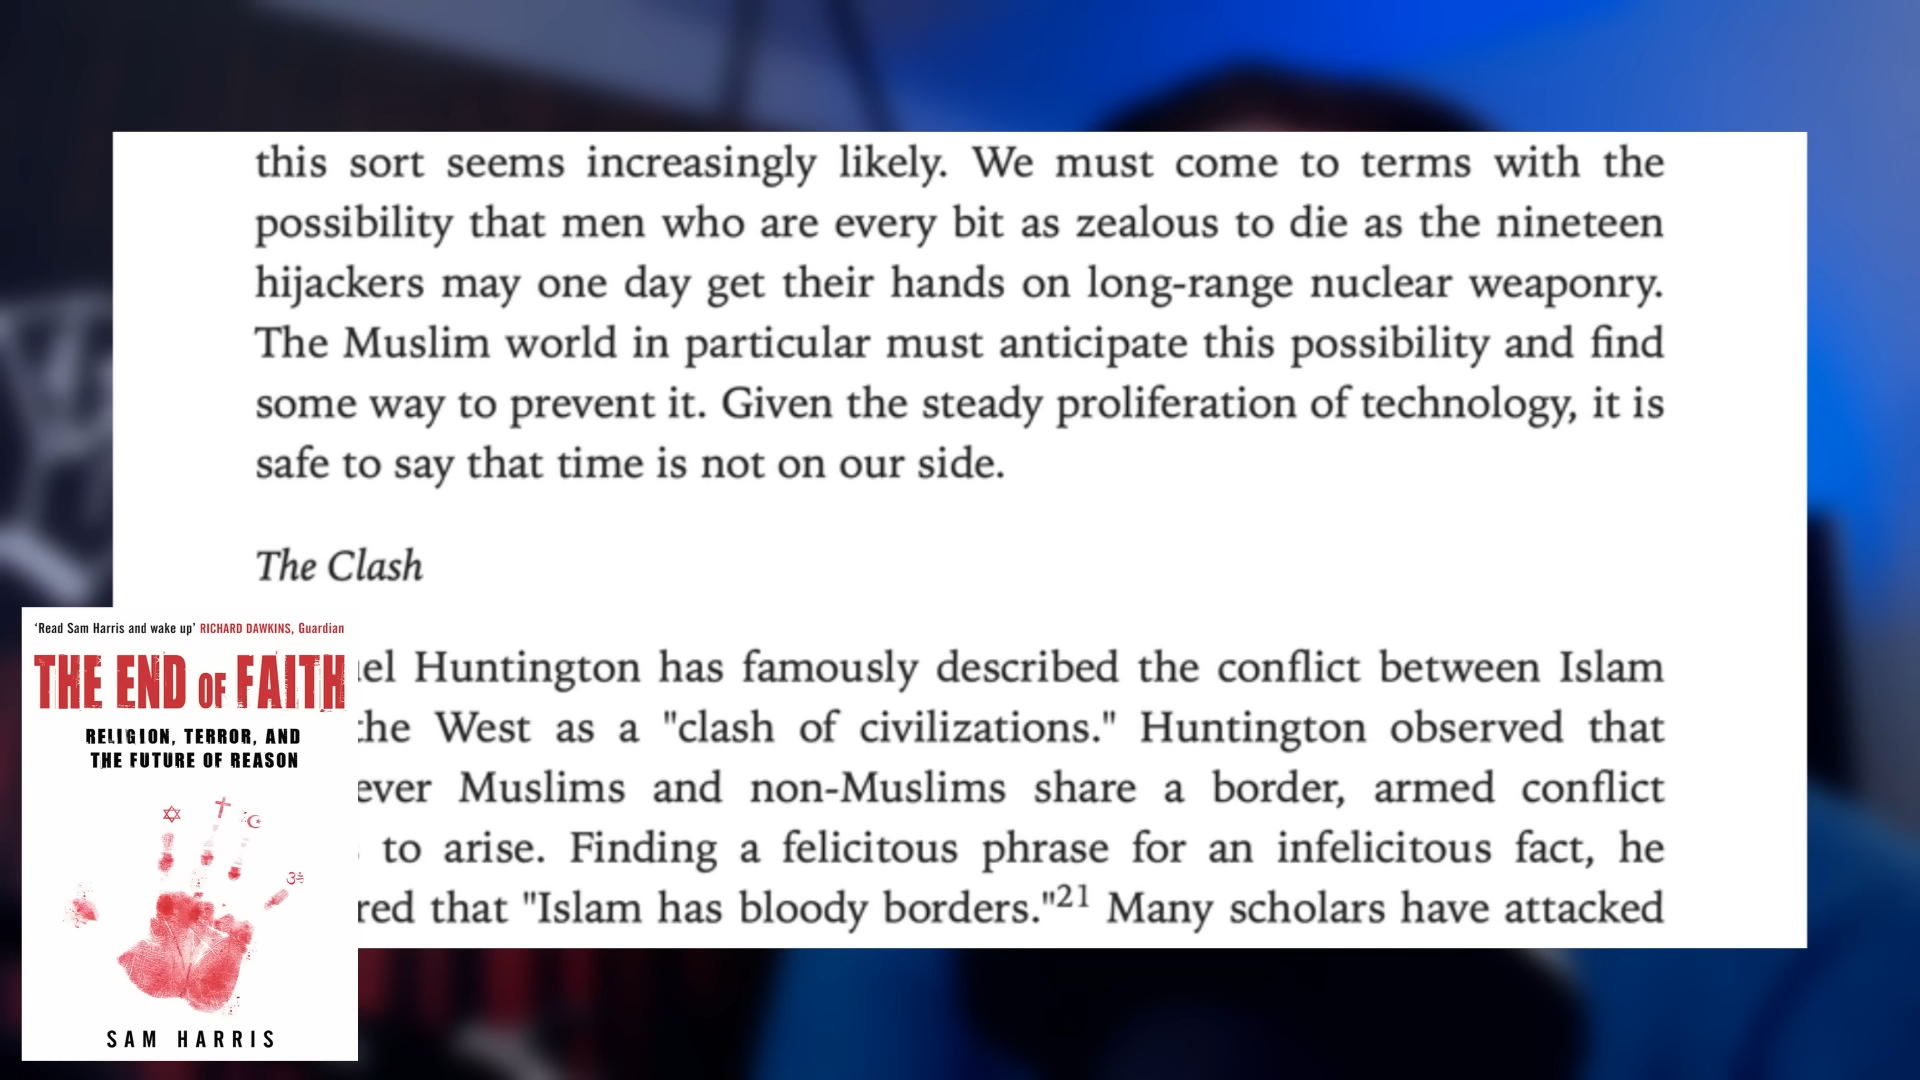 this sort seems increasingly likely. We must come to terms with the
possibility that men who are every bit as zealous to die as the nineteen
hijackers may one day get their hands on long-range nuclear weaponry.
The Muslim world in particular must anticipate this possibility and find
some way to prevent it. Given the steady proliferation of technology, it is
safe to say that time is not on our side.
The Clash
el Huntington has famously described the conflict between Islam
the West as a "clash of civilizations." Huntington observed that
ever Muslims and non-Muslims share a border, armed conflict
to arise. Finding a felicitous phrase for an infelicitous fact, he
red that "Islam has bloody borders."21 Many scholars have attacked
'Read Sam Harris and wake up' RICHARD DAWKINS, Guardian
THE END OF FAITH
RELIGION, TERROR, AND
THE FUTURE OF REASON
SAM HARRIS